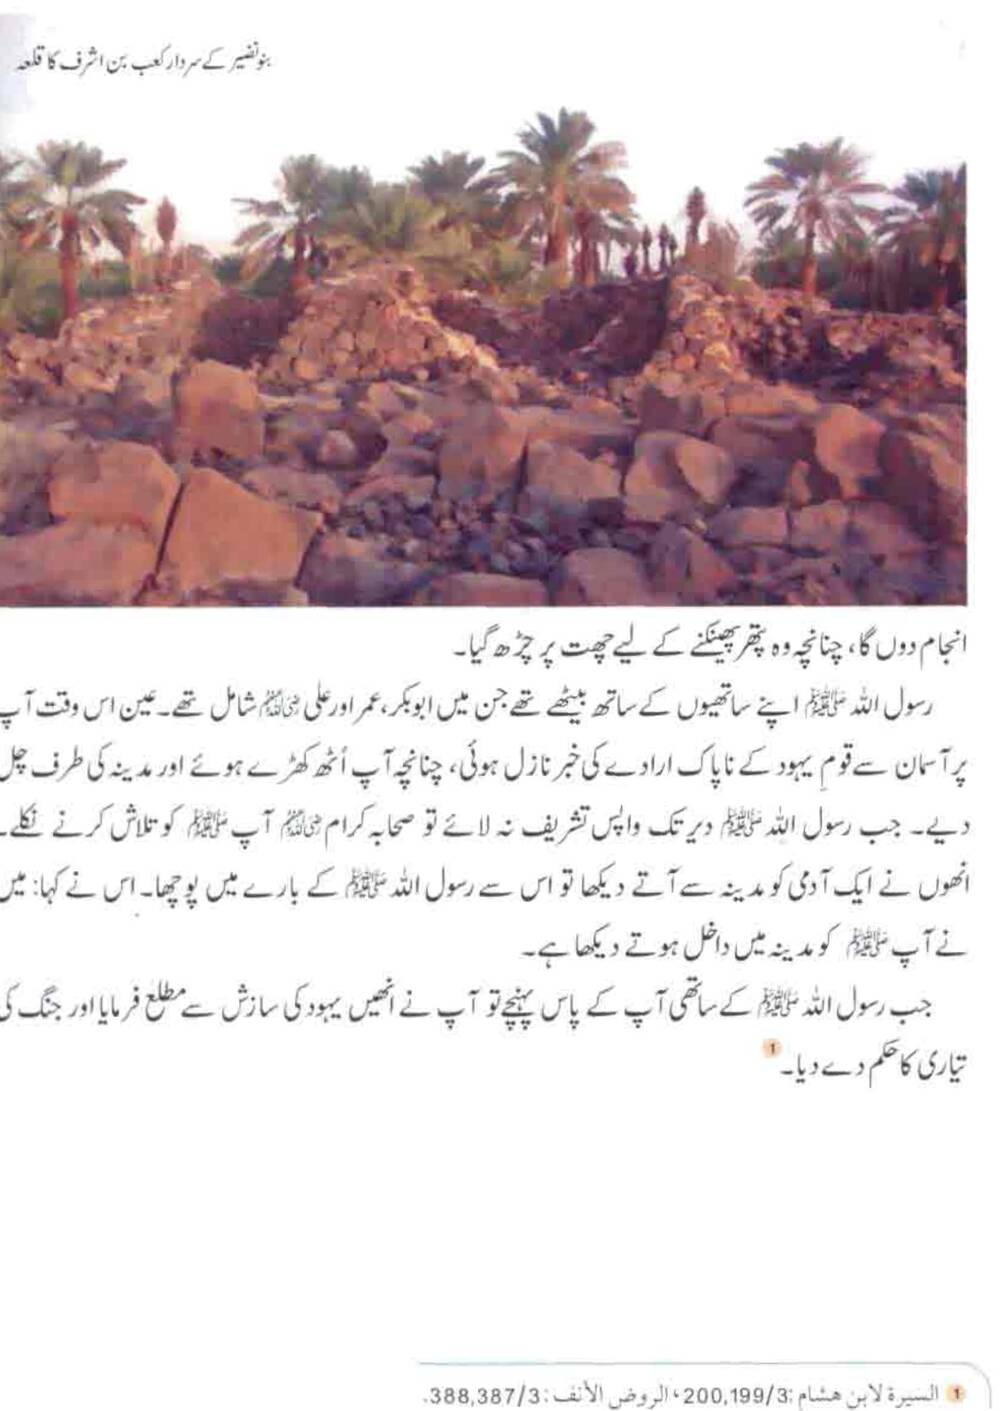 بنونضیر کے سردار کعب بن اشرف کا قلعہ
انجام دوں گا، چنانچہ وہ پتھر پھینکنے کے لیے چھت پر چڑھ گیا۔
رسول اللہ ﷺ اپنے ساتھیوں کے ساتھ بیٹھے تھے جن میں ابوبکر، عمر اور علی رضی اللہ عنہم شامل تھے۔ عین اس وقت آپ
پر آسمان سے قومِ یہود کے ناپاک ارادے کی خبر نازل ہوئی، چنانچہ آپ اُٹھ کھڑے ہوئے اور مدینہ کی طرف چل
دیے۔ جب رسول اللہ ﷺ دیر تک واپس تشریف نہ لائے تو صحابہ کرام رضی اللہ عنہم آپ ﷺ کو تلاش کرنے نکلے۔
انھوں نے ایک آدمی کو مدینہ سے آتے دیکھا تو اس سے رسول اللہ ﷺ کے بارے میں پوچھا۔ اس نے کہا: میں
نے آپ ﷺ کو مدینہ میں داخل ہوتے دیکھا ہے۔
جب رسول اللہ ﷺ کے ساتھی آپ کے پاس پہنچے تو آپ نے انھیں یہود کی سازش سے مطلع فرمایا اور جنگ کی
تیاری کا حکم دے دیا۔ 1
1 السیرة لابن هشام: 200,199/3، الروض الأنف: 388,387/3.